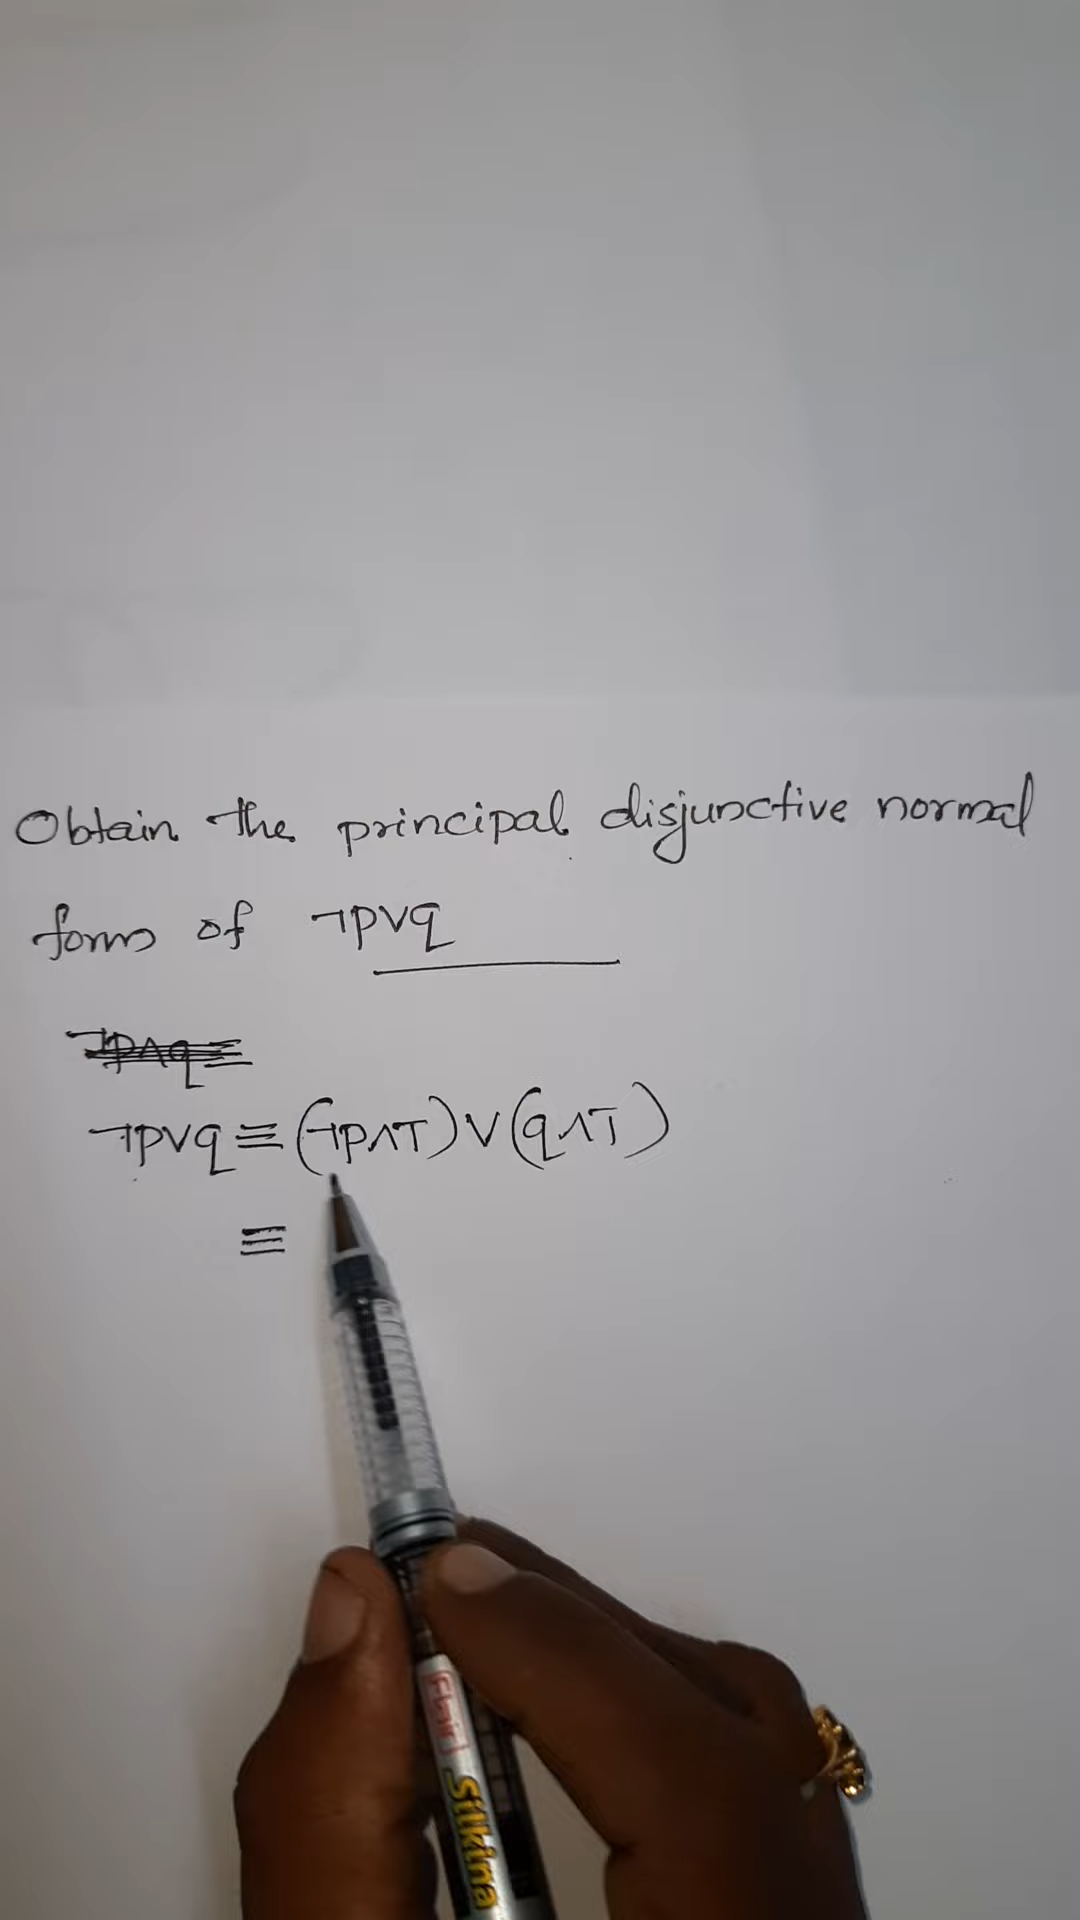 Obtain the principal disjunctive normal
form of ¬p∨q
¬p∧q≡
¬p∨q≡(¬p∧T)∨(q∧T)
≡
Flair
Silkina